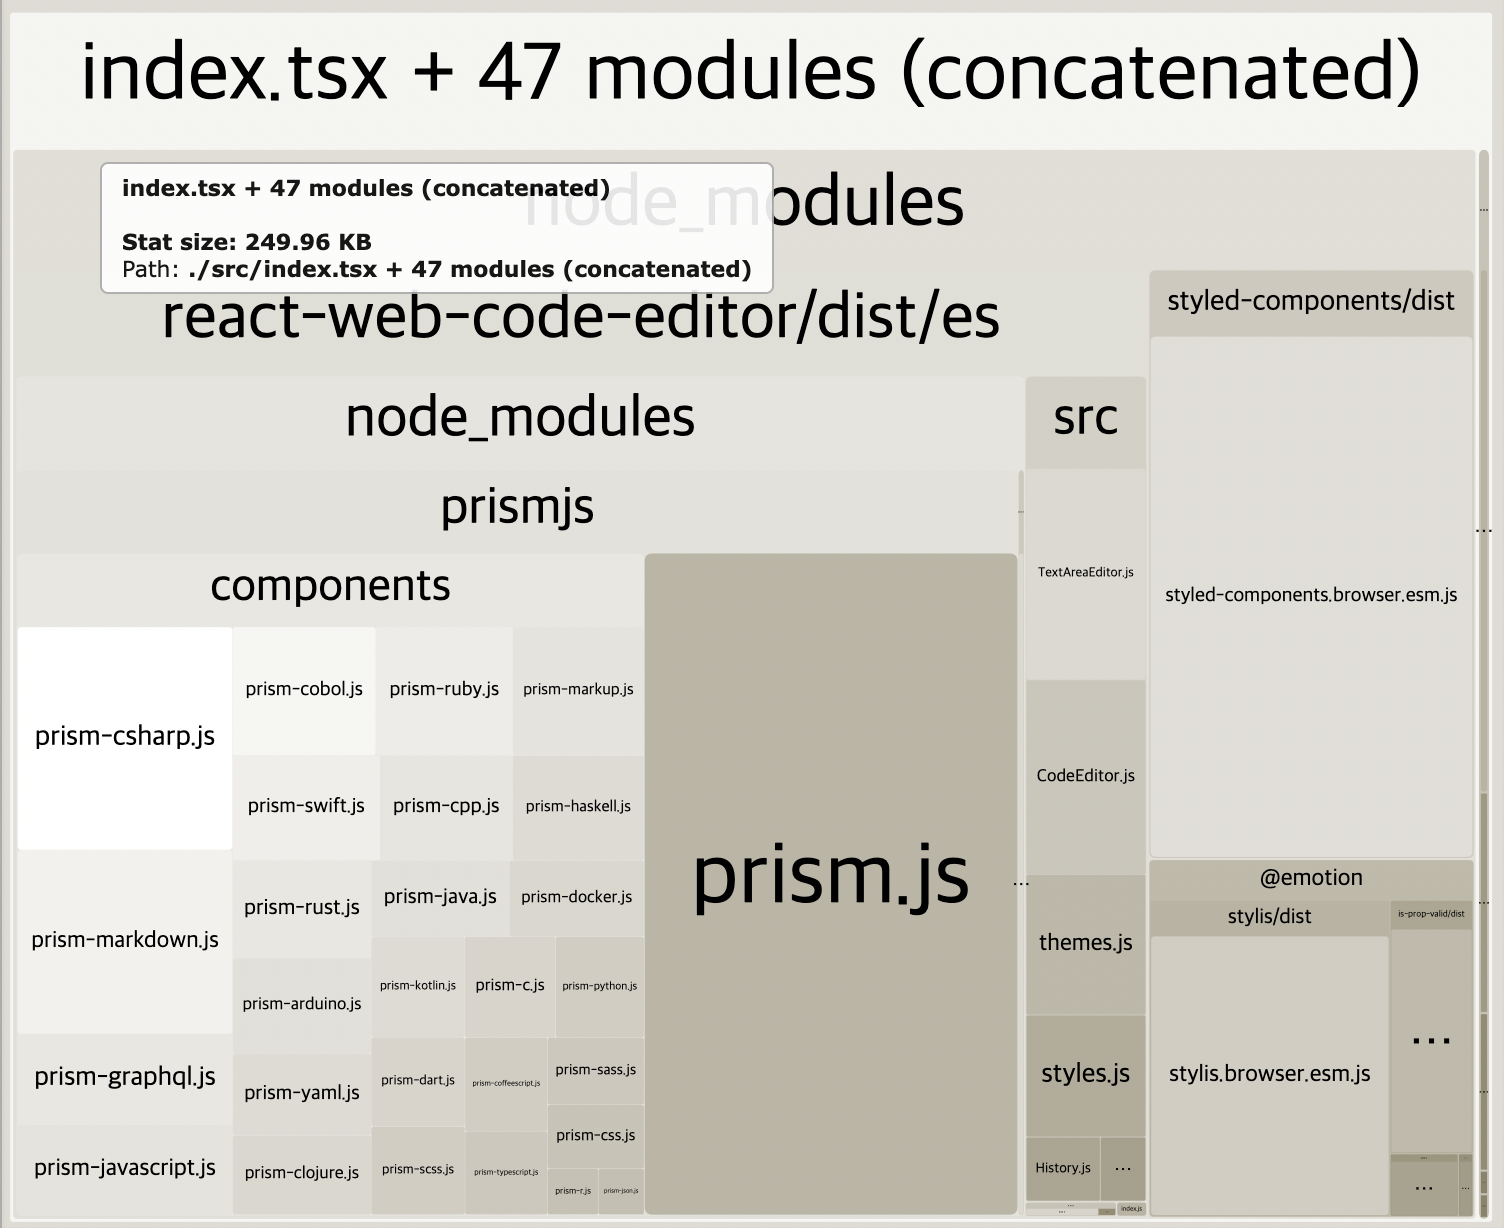 index.tsx + 47 modules (concatenated)
node_modules
index.tsx + 47 modules (concatenated)
Stat size: 249.96 KB
Path: ./src/index.tsx + 47 modules (concatenated)
react-web-code-editor/dist/es
node_modules
prismjs
components
prism-csharp.js
prism-markdown.js
prism-graphql.js
prism-javascript.js
prism-cobol.js
prism-ruby.js
prism-markup.js
prism-swift.js
prism-cpp.js
prism-haskell.js
prism-rust.js
prism-java.js
prism-docker.js
prism-arduino.js
prism-kotlin.js
prism-c.js
prism-python.js
prism-yaml.js
prism-dart.js
prism-coffeescript.js
prism-sass.js
prism-css.js
prism-clojure.js
prism-scss.js
prism-typescript.js
prism-r.js
prism-json.js
prism.js
...
...
src
TextAreaEditor.js
CodeEditor.js
themes.js
styles.js
History.js
...
...
...
index.js
styled-components/dist
styled-components.browser.esm.js
@emotion
stylis/dist
stylis.browser.esm.js
is-prop-valid/dist
...
...
...
...
...
...
...
...